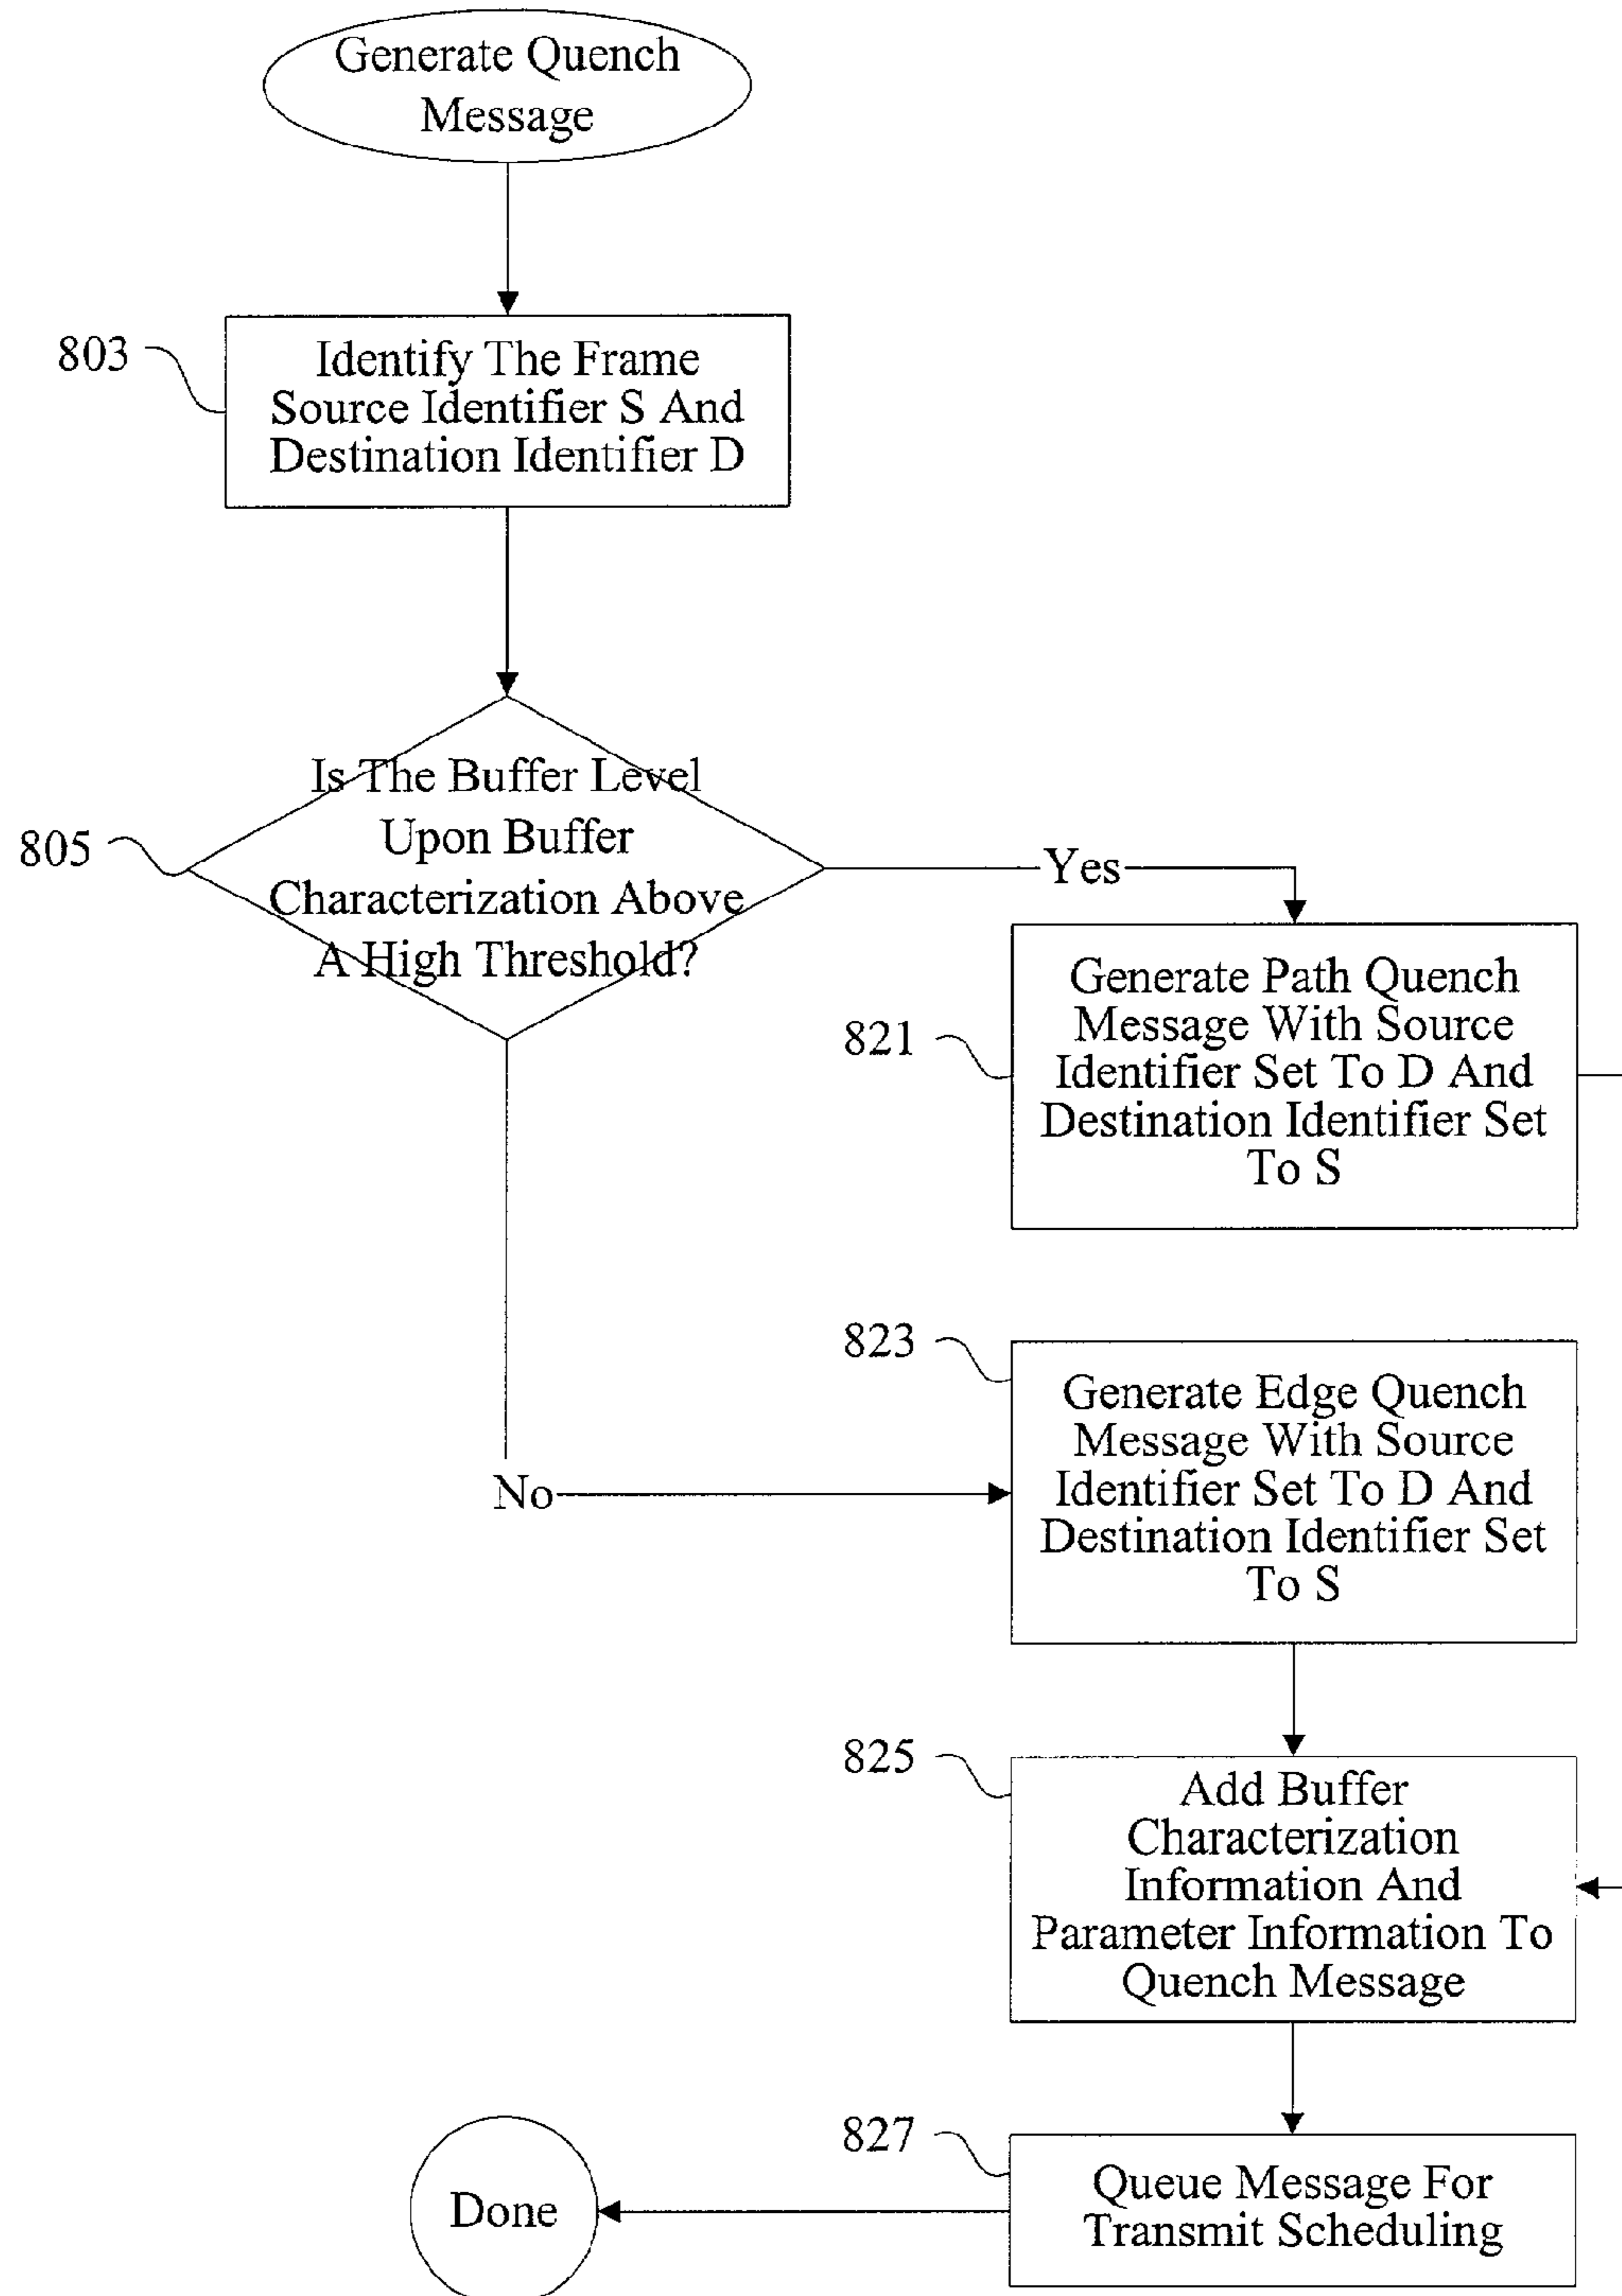 Generate Quench
Message
803
Identify The Frame
Source Identifier S And
Destination Identifier D
805
Is The Buffer Level
Upon Buffer
Characterization Above
A High Threshold?
Yes
821
Generate Path Quench
Message With Source
Identifier Set To D And
Destination Identifier Set
To S
No
823
Generate Edge Quench
Message With Source
Identifier Set To D And
Destination Identifier Set
To S
825
Add Buffer
Characterization
Information And
Parameter Information To
Quench Message
827
Queue Message For
Transmit Scheduling
Done